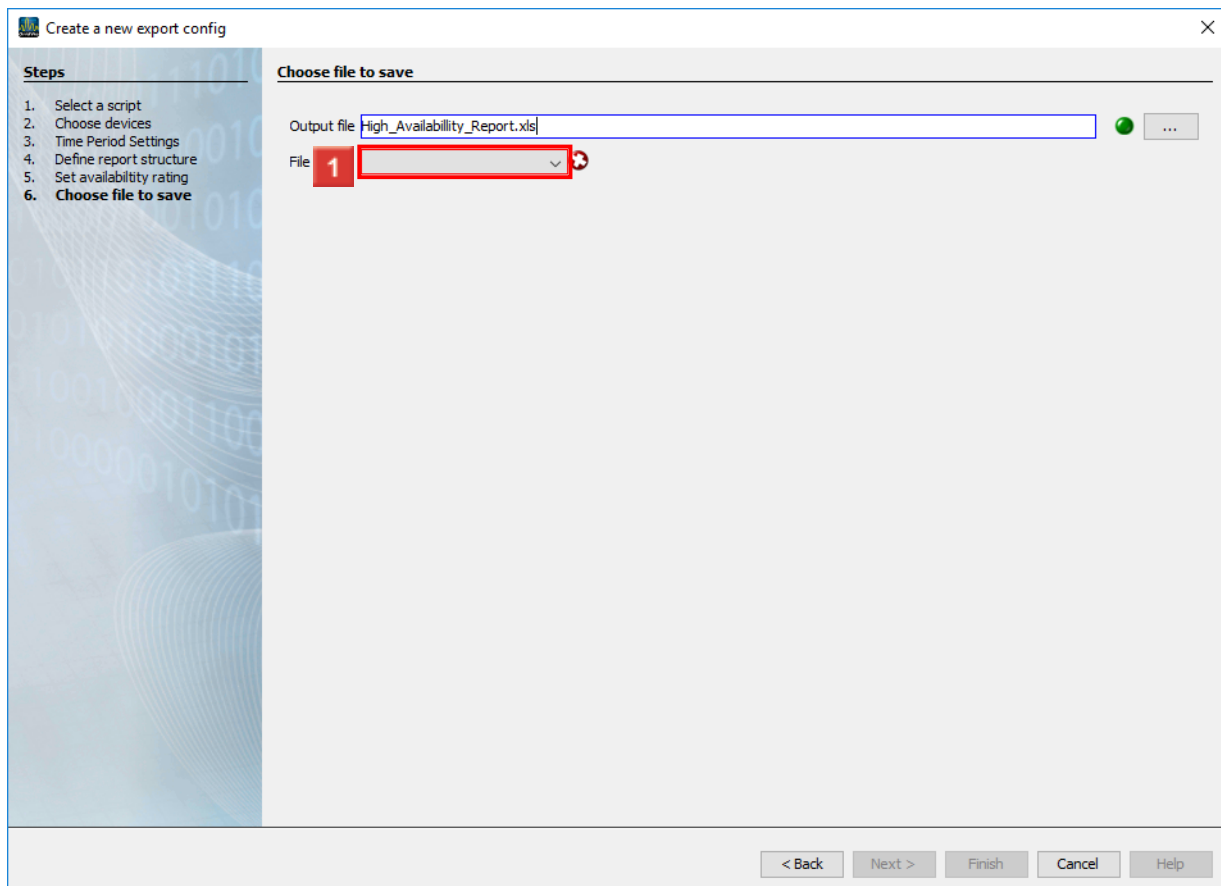 Create a new export config
Steps
1. Select a script
2. Choose devices
3. Time Period Settings
4. Define report structure
5. Set availabiltity rating
6. Choose file to save
Choose file to save
Output file High_Availabillity_Report.xls
...
File
1
< Back
Next >
Finish
Cancel
Help